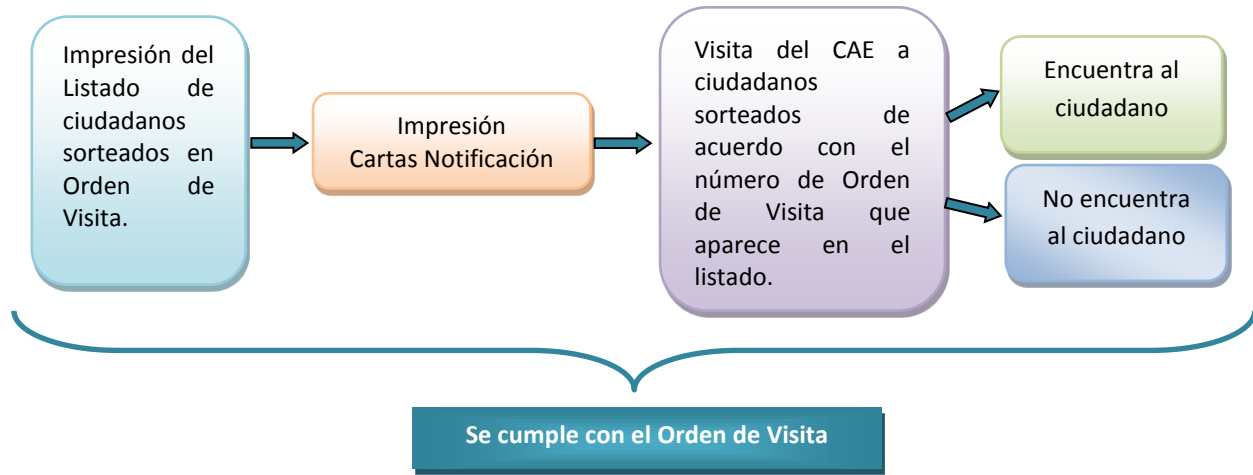 Impresión del
Listado de
ciudadanos
sorteados en
Orden de
Visita.
Impresión
Cartas Notificación
Visita del CAE a
ciudadanos
sorteados de
acuerdo con el
número de Orden
de Visita que
aparece en el
listado.
Encuentra al
ciudadano
No encuentra
al ciudadano
Se cumple con el Orden de Visita